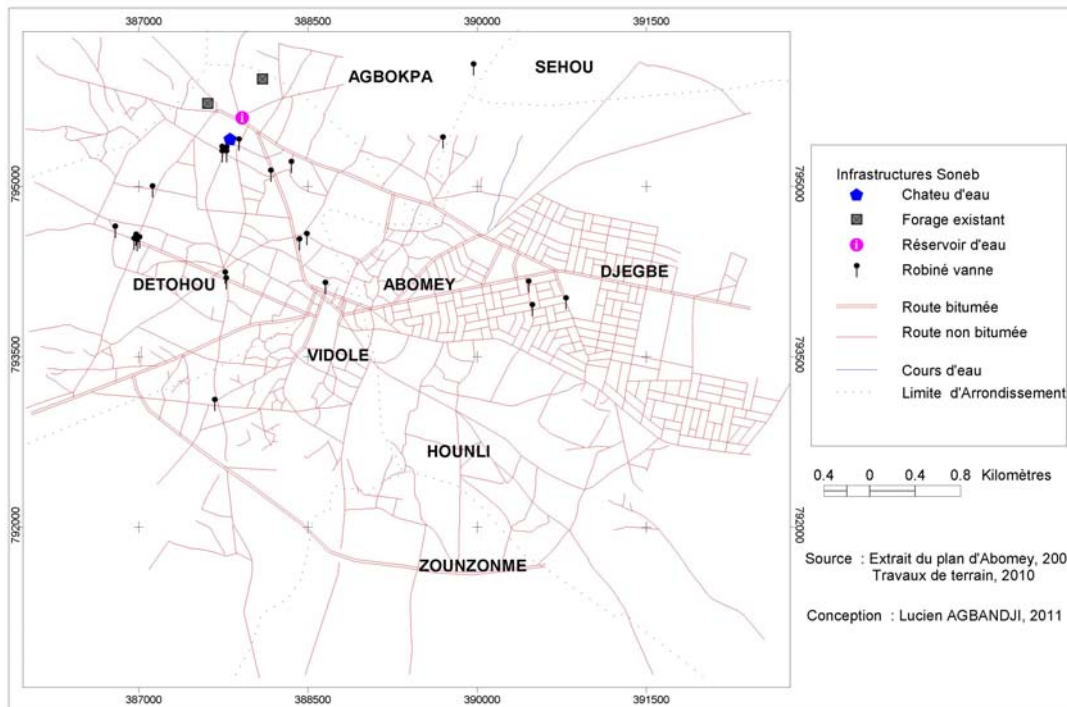 387000 388500 390000 391500
SEHOU
AGBOKPA
795000 795000
DETOHOU ABOMEY DJEGBE
VIDOLE
793500 793500
HOUNLI
792000 792000
ZOUNZONME
387000 388500 390000 391500
Infrastructures Soneb
Chateu d'eau
Forage existant
Réservoir d'eau
i
Robiné vanne
Route bitumée
Route non bitumée
Cours d'eau
Limite d'Arrondissement
0.4 0 0.4 0.8 Kilomètres
Source : Extrait du plan d'Abomey, 200
Travaux de terrain, 2010
Conception : Lucien AGBANDJI, 2011